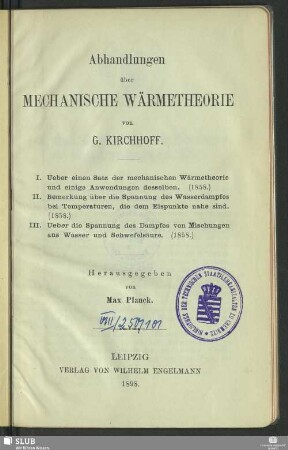 Abhandlungen
über
MECHANISCHE WÄRMETHEORIE
von
G. KIRCHHOFF.
I. Ueber einen Satz der mechanischen Wärmetheorie
und einige Anwendungen desselben. (1858.)
II. Bemerkung über die Spannung des Wasserdampfes
bei Temperaturen, die dem Eispunkte nahe sind.
(1858.)
III. Ueber die Spannung des Dampfes von Mischungen
aus Wasser und Schwefelsäure. (1858.)
Herausgegeben
von
Max Planck.
LEIPZIG
VERLAG VON WILHELM ENGELMANN
1898.
SLUB